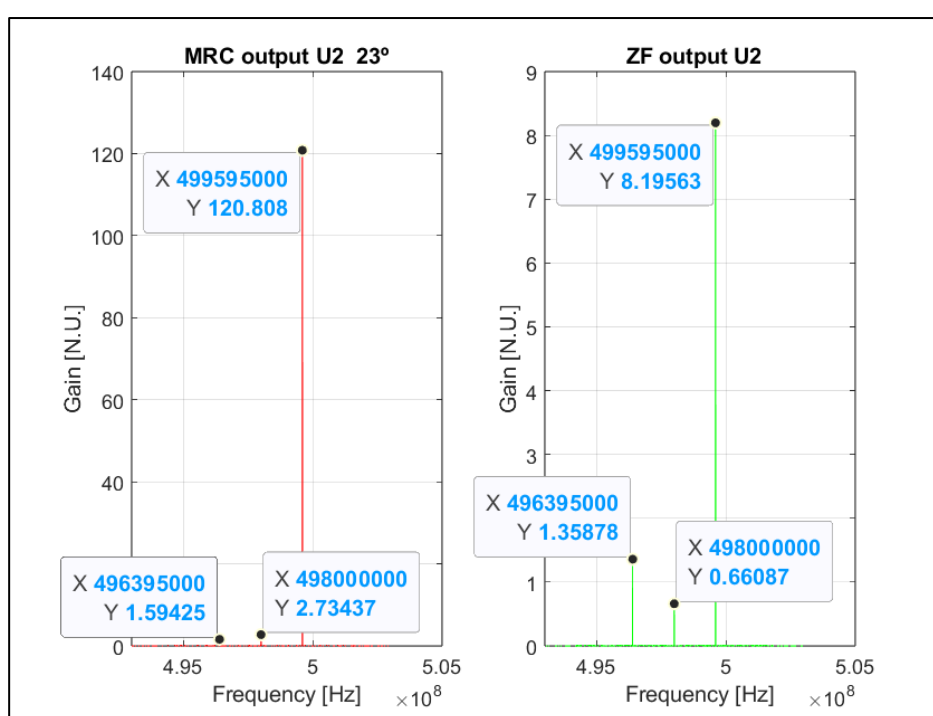 MRC output U2 23º
140
120
100
80
60
40
0
Gain [N.U.]
X 499595000
Y 120.808
X 496395000
Y 1.59425
X 498000000
Y 2.73437
4.95
5
5.05
Frequency [Hz]
×10⁸
ZF output U2
9
8
7
6
5
4
3
1
0
Gain [N.U.]
X 499595000
Y 8.19563
X 496395000
Y 1.35878
X 498000000
Y 0.66087
4.95
5
5.05
Frequency [Hz]
×10⁸